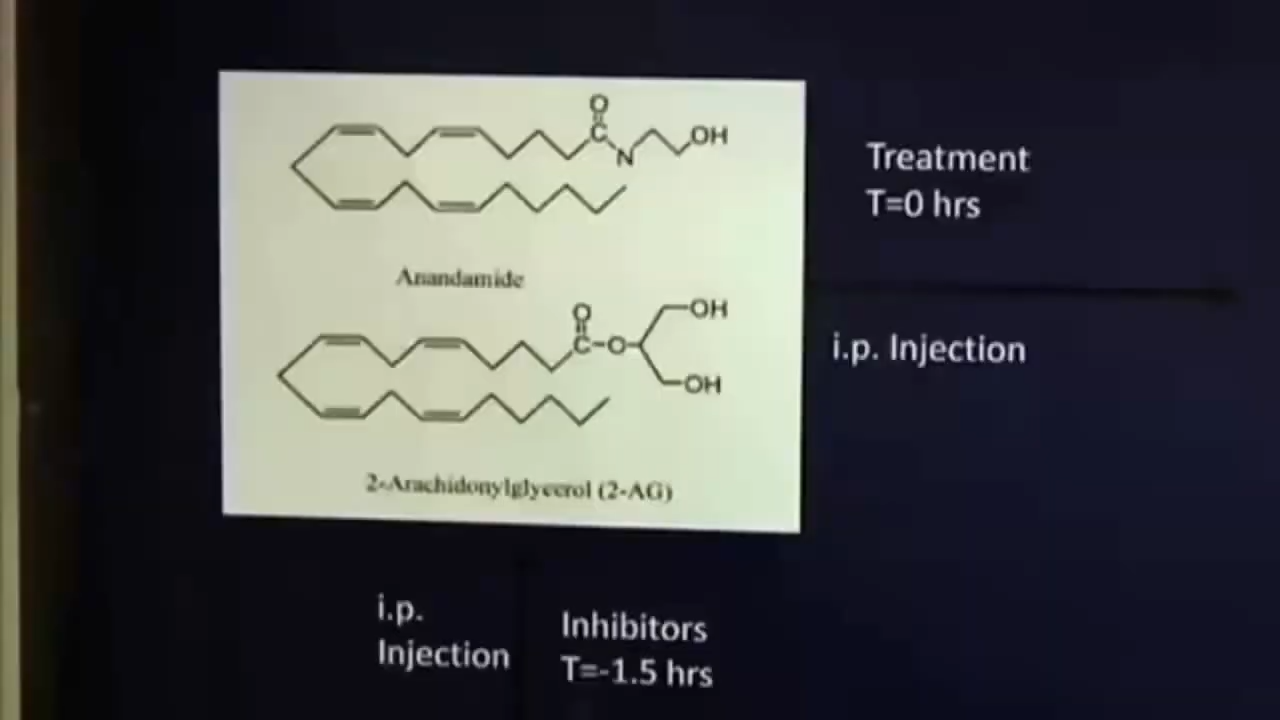 O
C
N
OH
Anandamide
O
C-O
OH
OH
2-Arachidonylglycerol (2-AG)
Treatment
T=0 hrs
i.p. Injection
i.p.
Injection
Inhibitors
T=-1.5 hrs